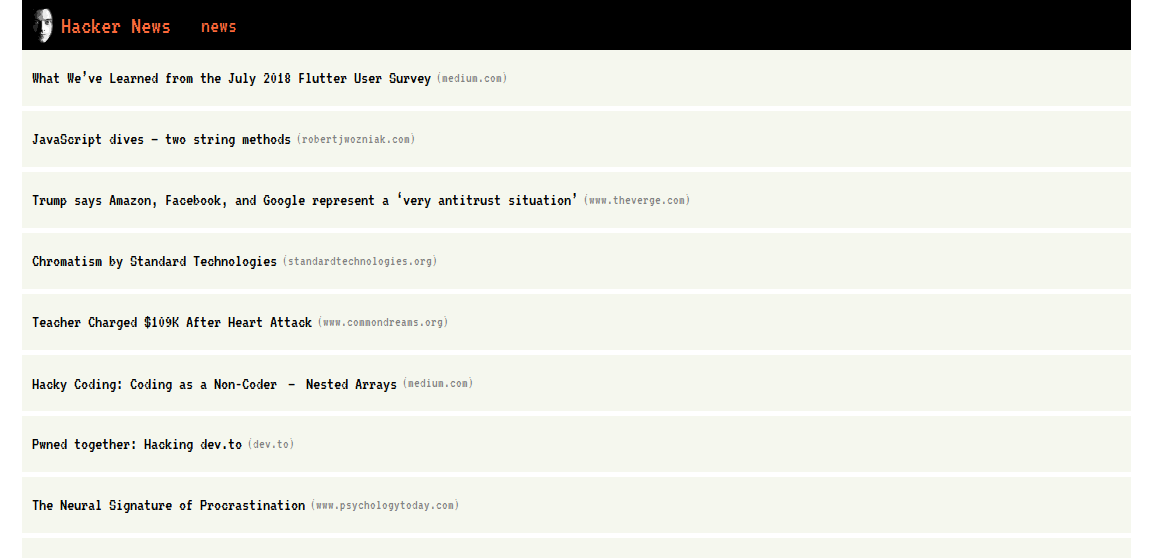 Hacker News news
What We’ve Learned from the July 2018 Flutter User Survey (medium.com)
JavaScript dives – two string methods (robertjwozniak.com)
Trump says Amazon, Facebook, and Google represent a ‘very antitrust situation’ (www.theverge.com)
Chromatism by Standard Technologies (standardtechnologies.org)
Teacher Charged $109K After Heart Attack (www.commondreams.org)
Hacky Coding: Coding as a Non-Coder – Nested Arrays (medium.com)
Pwned together: Hacking dev.to (dev.to)
The Neural Signature of Procrastination (www.psychologytoday.com)